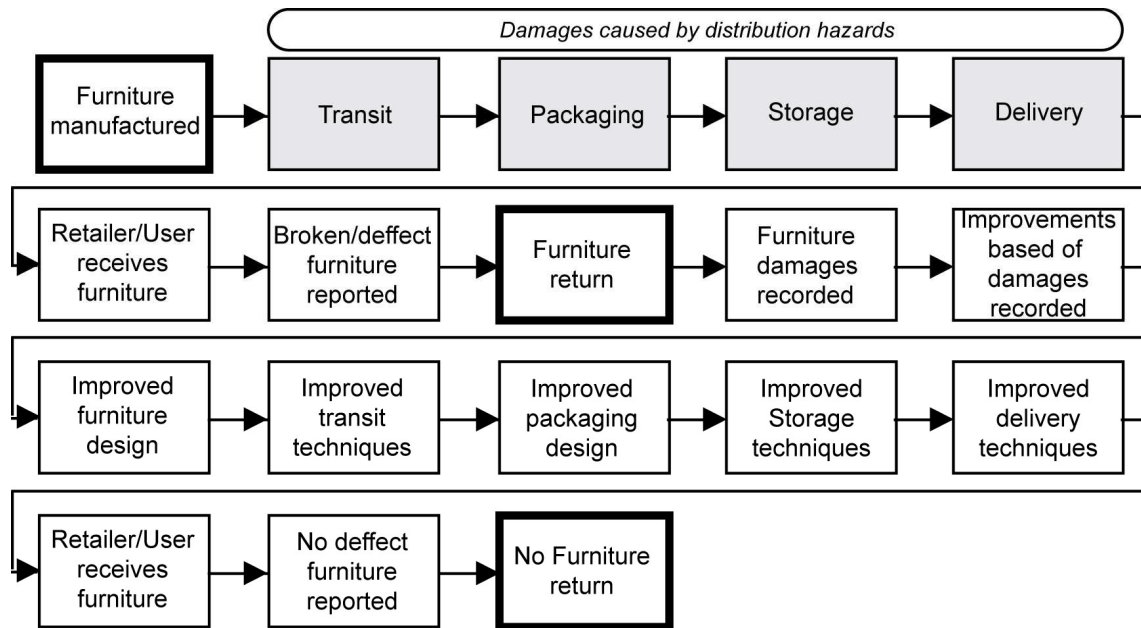 Damages caused by distribution hazards
Furniture
manufactured
Transit
Packaging
Storage
Delivery
Retailer/User
receives
furniture
Broken/deffect
furniture
reported
Furniture
return
Furniture
damages
recorded
Improvements
based of
damages
recorded
Improved
furniture
design
Improved
transit
techniques
Improved
packaging
design
Improved
Storage
techniques
Improved
delivery
techniques
Retailer/User
receives
furniture
No deffect
furniture
reported
No Furniture
return